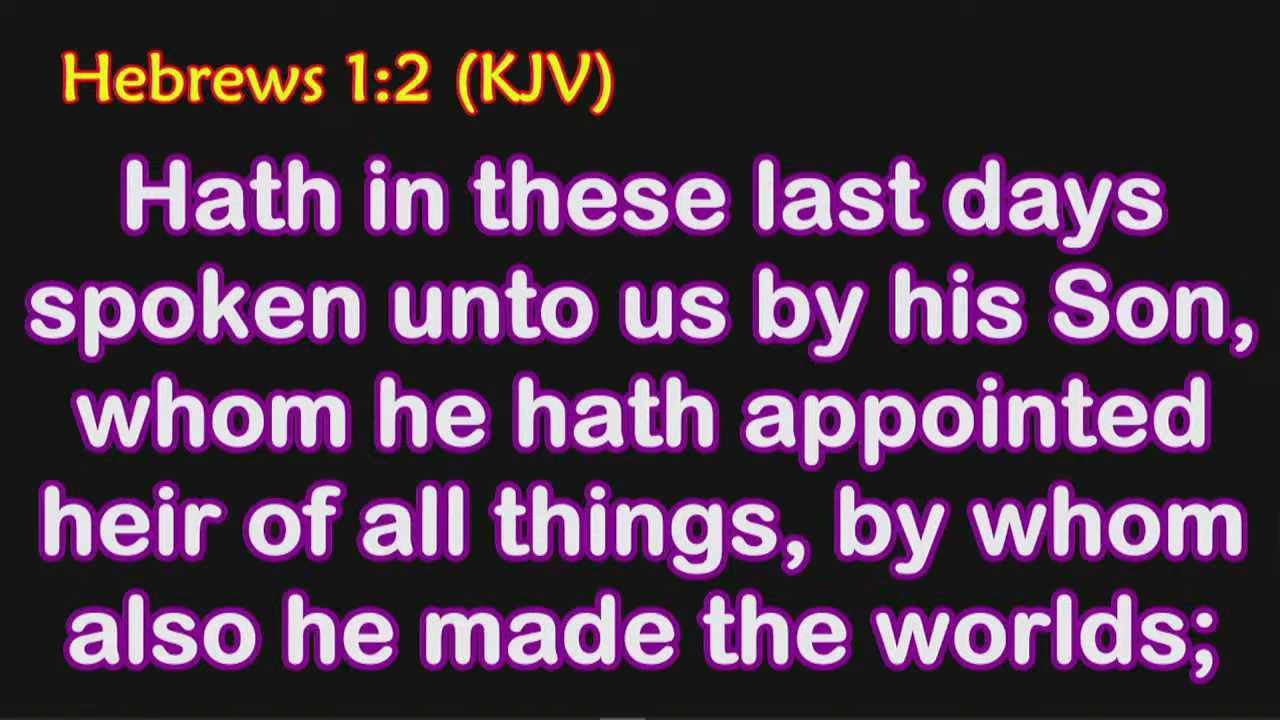 Hebrews 1:2 (KJV)
Hath in these last days
spoken unto us by his Son,
whom he hath appointed
heir of all things, by whom
also he made the worlds;